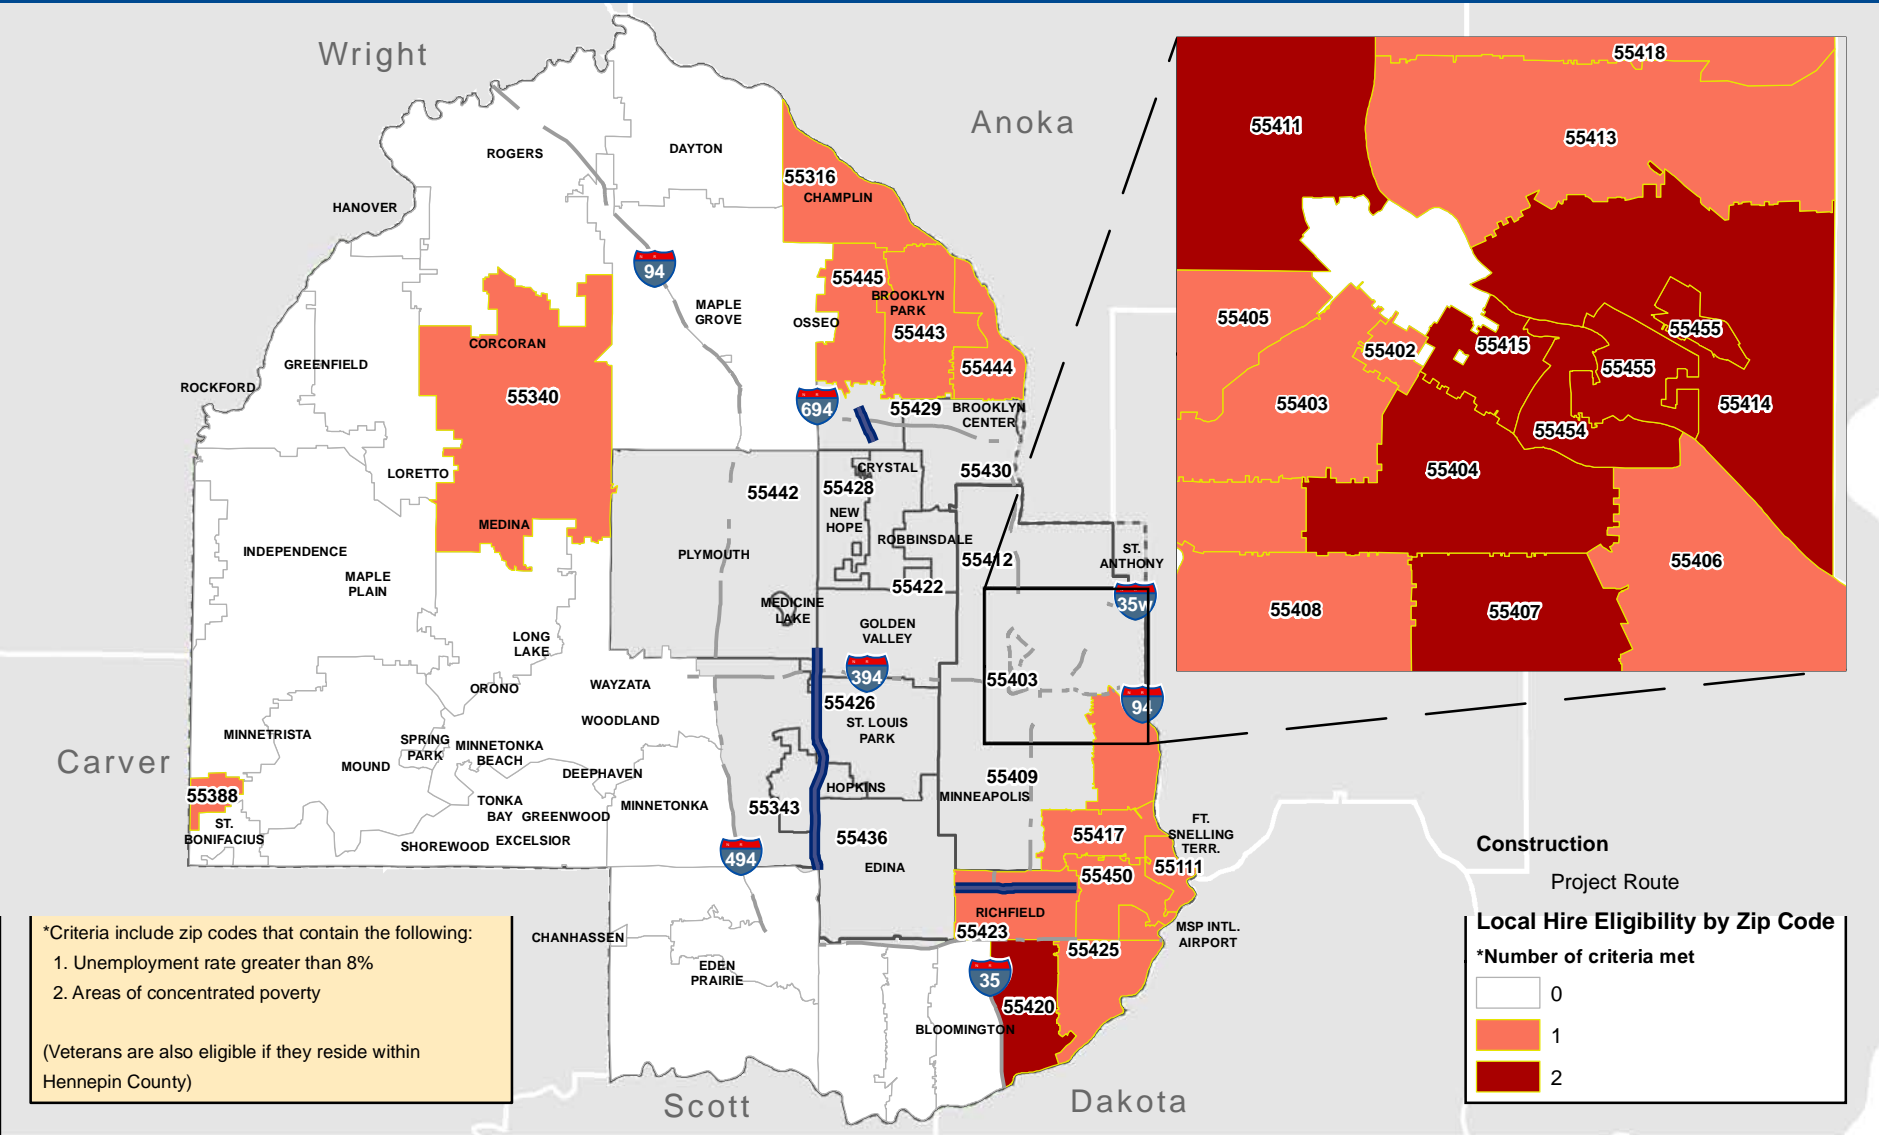 Wright
Anoka
ROGERS
DAYTON
55316
CHAMPLIN
HANOVER
94
MAPLE
GROVE
55445
BROOKLYN
PARK
OSSEO
55443
CORCORAN
GREENFIELD
55444
ROCKFORD
55340
694
55429
BROOKLYN
CENTER
LORETTO
CRYSTAL
55430
55442
55428
MEDINA
NEW
HOPE
ROBBINSDALE
INDEPENDENCE
PLYMOUTH
55412
ST.
ANTHONY
MAPLE
PLAIN
55422
MEDICINE
LAKE
35W
GOLDEN
VALLEY
LONG
LAKE
394
55403
ORONO
WAYZATA
55426
94
WOODLAND
ST. LOUIS
PARK
MINNETRISTA
SPRING
PARK
MINNETONKA
BEACH
Carver
MOUND
DEEPHAVEN
55409
55388
HOPKINS
MINNEAPOLIS
TONKA
BAY
GREENWOOD
MINNETONKA
55343
ST.
BONIFACIUS
FT.
SNELLING
TERR.
55417
55436
SHOREWOOD
EXCELSIOR
494
EDINA
55111
55450
RICHFIELD
55423
MSP INTL.
AIRPORT
CHANHASSEN
55425
EDEN
PRAIRIE
35
55420
BLOOMINGTON
Scott
Dakota
55418
55411
55413
55405
55455
55402
55415
55455
55403
55414
55454
55404
55406
55408
55407
*Criteria include zip codes that contain the following:
1. Unemployment rate greater than 8%
2. Areas of concentrated poverty
(Veterans are also eligible if they reside within
Hennepin County)
Construction
Project Route
Local Hire Eligibility by Zip Code
*Number of criteria met
0
1
2